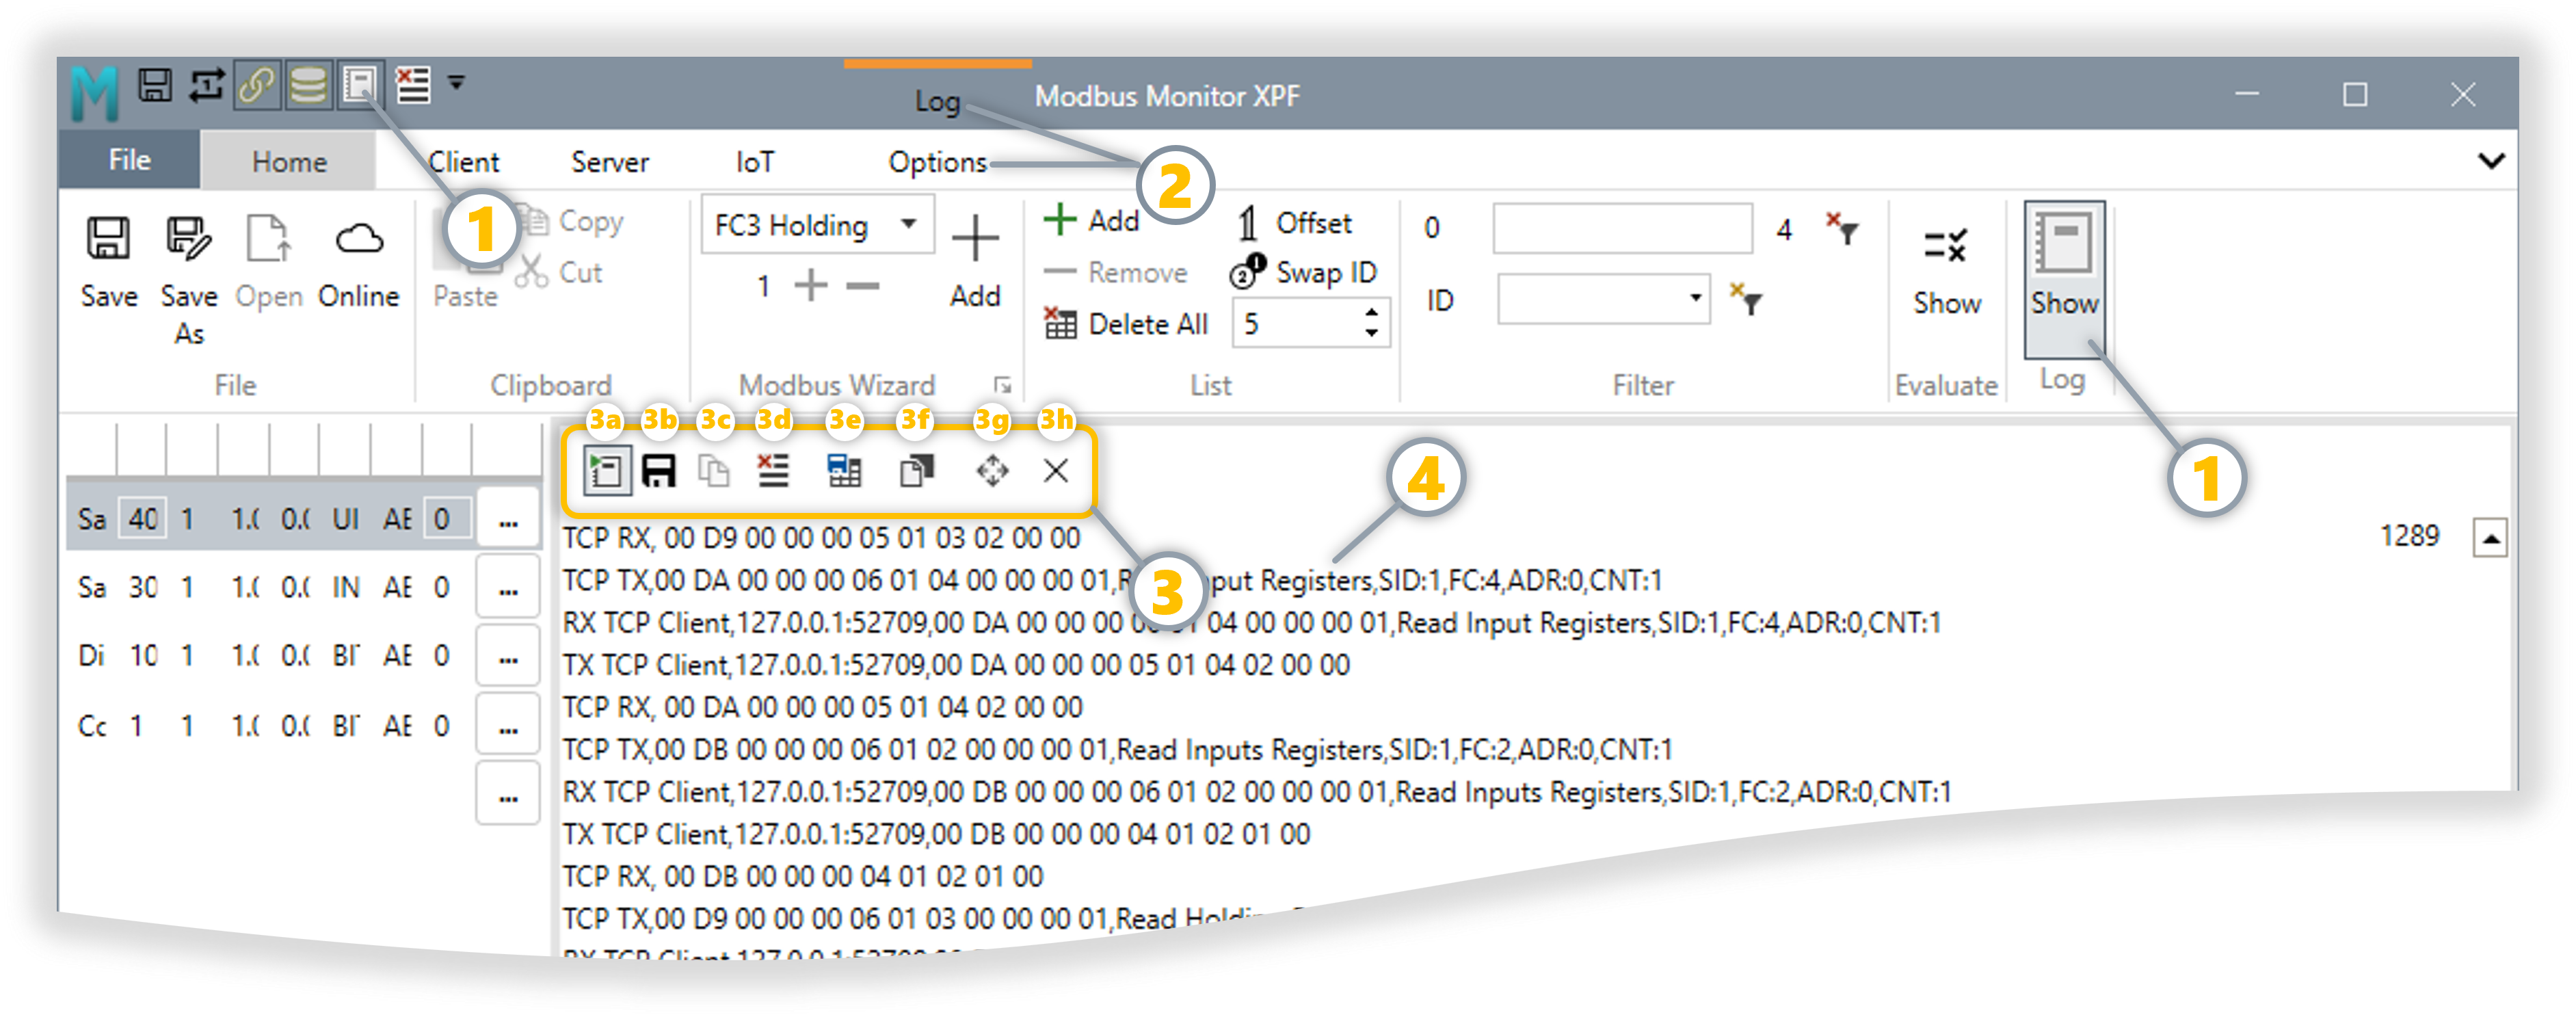 M
Log
Modbus Monitor XPF
File
Home
Client
Server
IoT
Options
2
1
Save
Save As
Open
Online
File
Paste
Copy
Cut
Clipboard
FC3 Holding
1
Add
Modbus Wizard
Add
Remove
Delete All
Offset
Swap ID
5
List
0
4
ID
Filter
Show
Evaluate
Show
Log
1
3a 3b 3c 3d 3e 3f 3g 3h
4
3
Sa 40 1 1.( 0.( UI AE 0 ...
Sa 30 1 1.( 0.( IN AE 0 ...
Di 10 1 1.( 0.( AE 0 ...
Cc 1 1 1.( 0.( AE 0 ...
...
1289
TCP RX, 00 D9 00 00 00 05 01 03 02 00 00
TCP TX,00 DA 00 00 00 06 01 04 00 00 00 01, Registers,SID:1,FC:4,ADR:0,CNT:1
RX TCP Client,127.0.0.1:52709,00 DA 00 00 00 04 00 00 00 01,Read Input Registers,SID:1,FC:4,ADR:0,CNT:1
TX TCP Client,127.0.0.1:52709,00 DA 00 00 00 05 01 04 02 00 00
TCP RX, 00 DA 00 00 00 05 01 04 02 00 00
TCP TX,00 DB 00 00 00 06 01 02 00 00 00 01,Read Inputs Registers,SID:1,FC:2,ADR:0,CNT:1
RX TCP Client,127.0.0.1:52709,00 DB 00 00 00 06 01 02 00 00 00 01,Read Inputs Registers,SID:1,FC:2,ADR:0,CNT:1
TX TCP Client,127.0.0.1:52709,00 DB 00 00 00 04 01 02 01 00
TCP RX, 00 DB 00 00 00 04 01 02 01 00
TCP TX,00 D9 00 00 00 06 01 03 00 00 00 01,Read